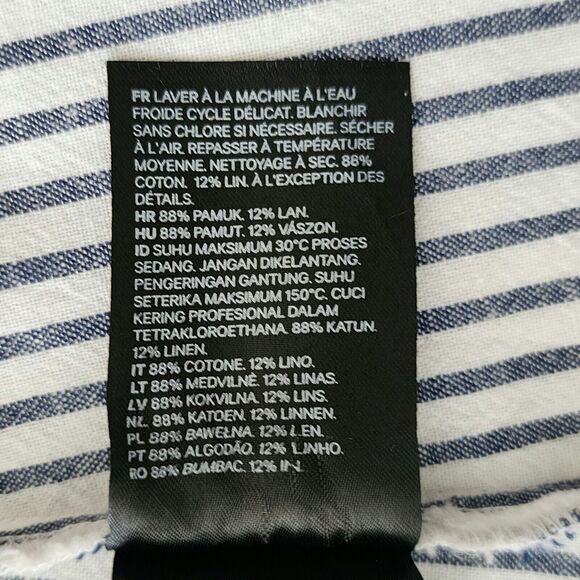 FR LAVER À LA MACHINE À L'EAU
FROIDE CYCLE DÉLICAT. BLANCHIR
SANS CHLORE SI NÉCESSAIRE. SÉCHER
À L'AIR. REPASSER À TEMPÉRATURE
MOYENNE. NETTOYAGE À SEC. 88%
COTON. 12% LIN. À L'EXCEPTION DES
DÉTAILS.
HR 88% PAMUK. 12% LAN.
HU 88% PAMUT. 12% VÁSZON.
ID SUHU MAKSIMUM 30°C PROSES
SEDANG. JANGAN DIKELANTANG.
PENGERINGAN GANTUNG. SUHU
SETERIKA MAKSIMUM 150°C. CUCI
KERING PROFESIONAL DALAM
TETRAKLOROETHANA. 88% KATUN.
12% LINEN.
IT 88% COTONE. 12% LINO.
LT 88% MEDVILNĖ. 12% LINAS.
LV 88% KOKVILNA. 12% LINS.
NL 88% KATOEN. 12% LINNEN.
PL 88% BAWEŁNA. 12% LEN.
PT 88% ALGODÃO. 12% LINHO.
RO 88% BUMBAC. 12% IN.